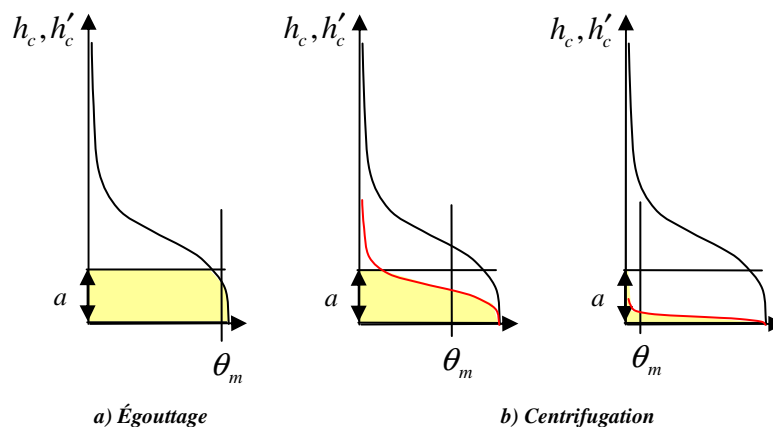 h_c, h'_c
h_c, h'_c
h_c, h'_c
a
a
a
θ_m
θ_m
θ_m
a) Égouttage
b) Centrifugation